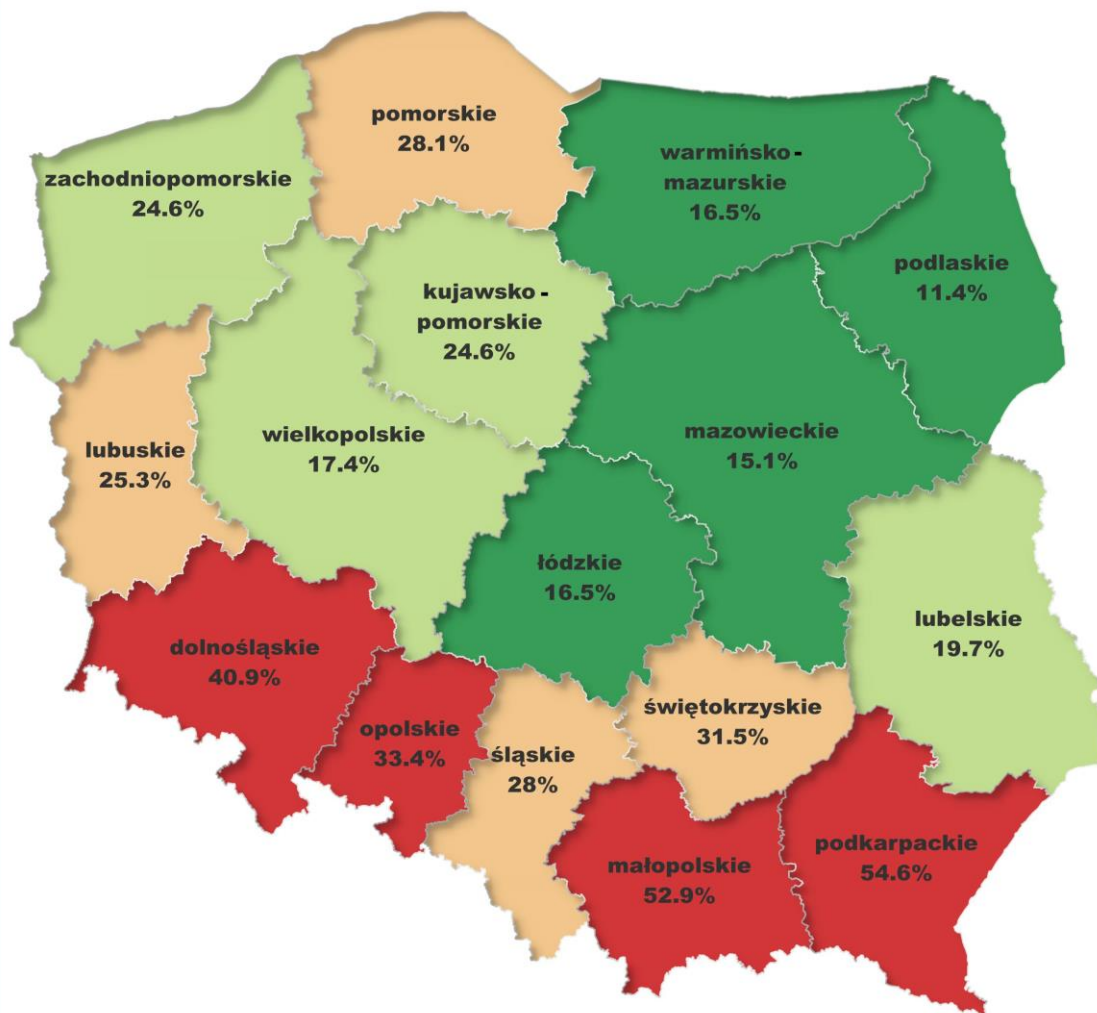 pomorskie
28.1%
warmińsko-
mazurskie
16.5%
zachodniopomorskie
24.6%
podlaskie
11.4%
kujawsko-
pomorskie
24.6%
lubuskie
25.3%
wielkopolskie
17.4%
mazowieckie
15.1%
łódzkie
16.5%
lubelskie
19.7%
dolnośląskie
40.9%
opolskie
33.4%
śląskie
28%
świętokrzyskie
31.5%
małopolskie
52.9%
podkarpackie
54.6%